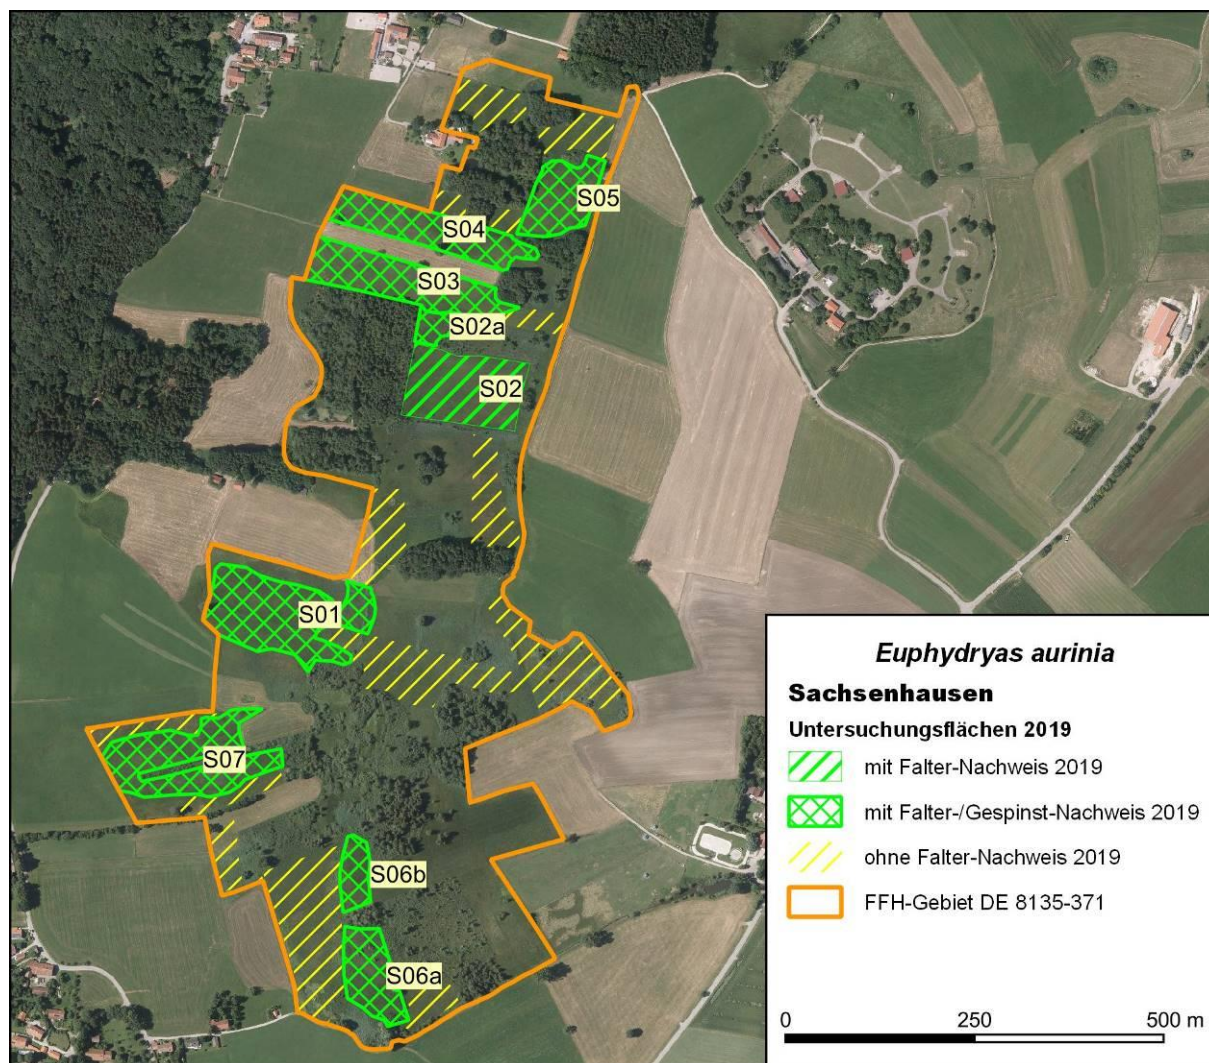 S05
S04
S03
S02a
S02
S01
S07
S06b
S06a
Euphydryas aurinia
Sachsenhausen
Untersuchungsflächen 2019
mit Falter-Nachweis 2019
mit Falter-/Gespinst-Nachweis 2019
ohne Falter-Nachweis 2019
FFH-Gebiet DE 8135-371
0 250 500 m